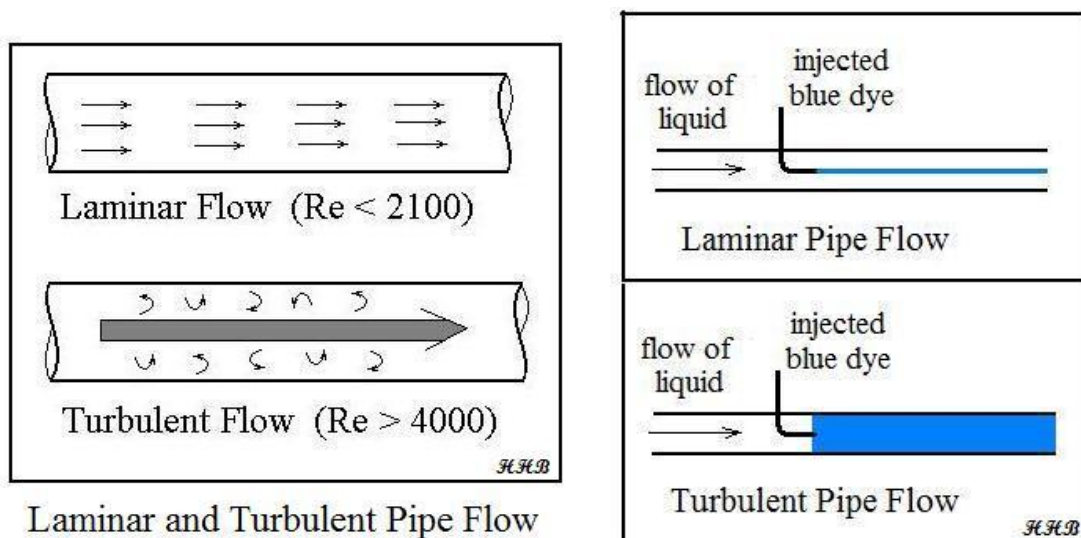 Laminar Flow (Re < 2100)
Turbulent Flow (Re > 4000)
HHB
Laminar and Turbulent Pipe Flow
flow of
liquid
injected
blue dye
Laminar Pipe Flow
flow of
liquid
injected
blue dye
Turbulent Pipe Flow
HHB